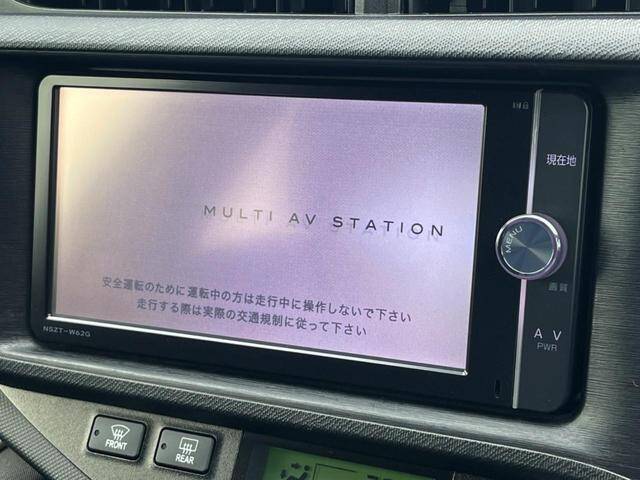 現在地
MULTI AV STATION
MENU
画質
安全運転のために運転中の方は走行中に操作しないで下さい
走行する際は実際の交通規制に従って下さい
NSZT-W62G
AV
PWR
FRONT
REAR